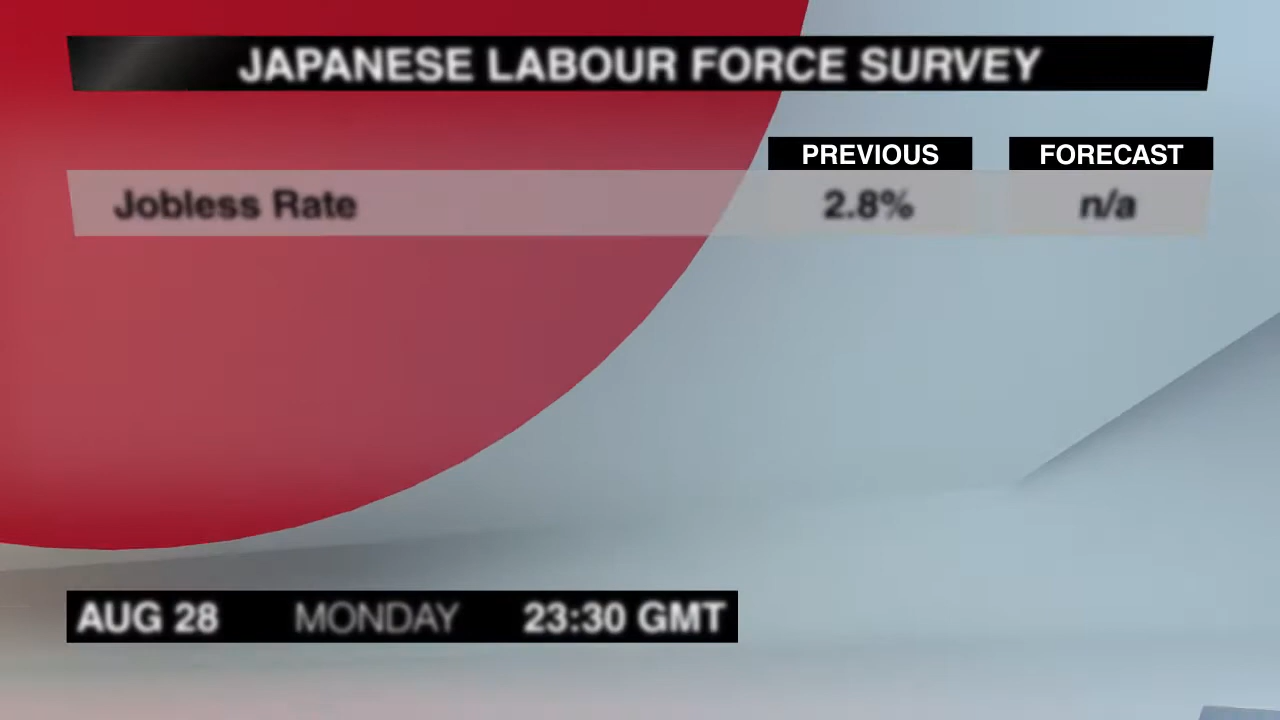 JAPANESE LABOUR FORCE SURVEY
PREVIOUS FORECAST
Jobless Rate 2.8% n/a
AUG 28 MONDAY 23:30 GMT